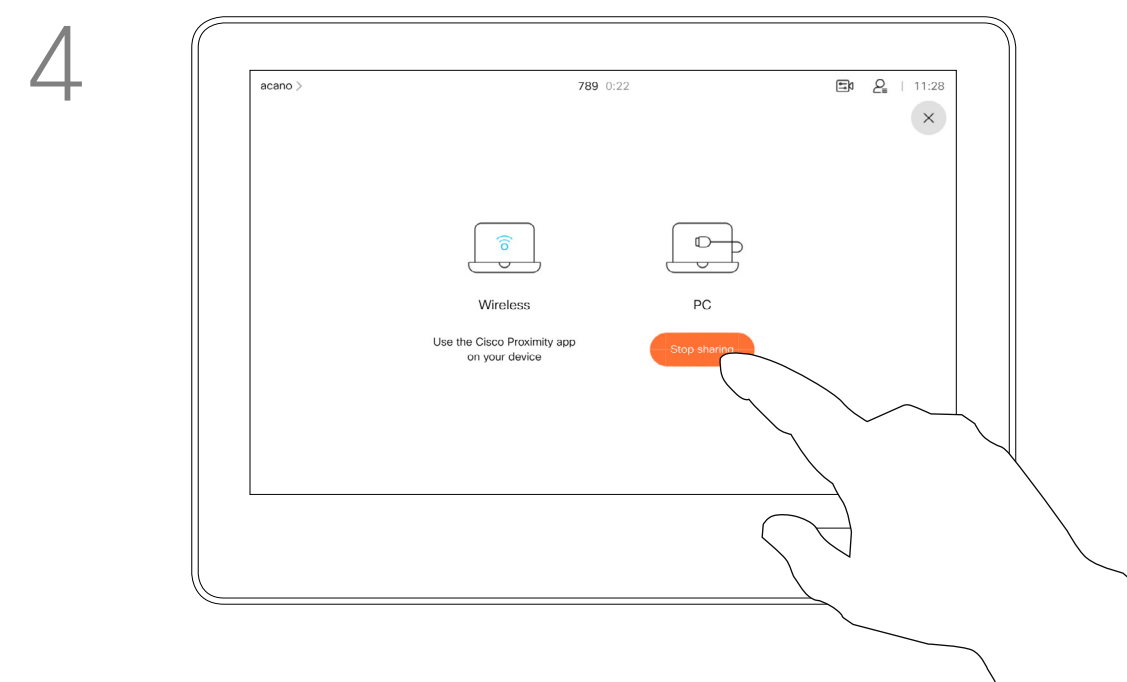 4
acano >
789 0:22
11:28
Wireless
Use the Cisco Proximity app
on your device
PC
Stop sharing